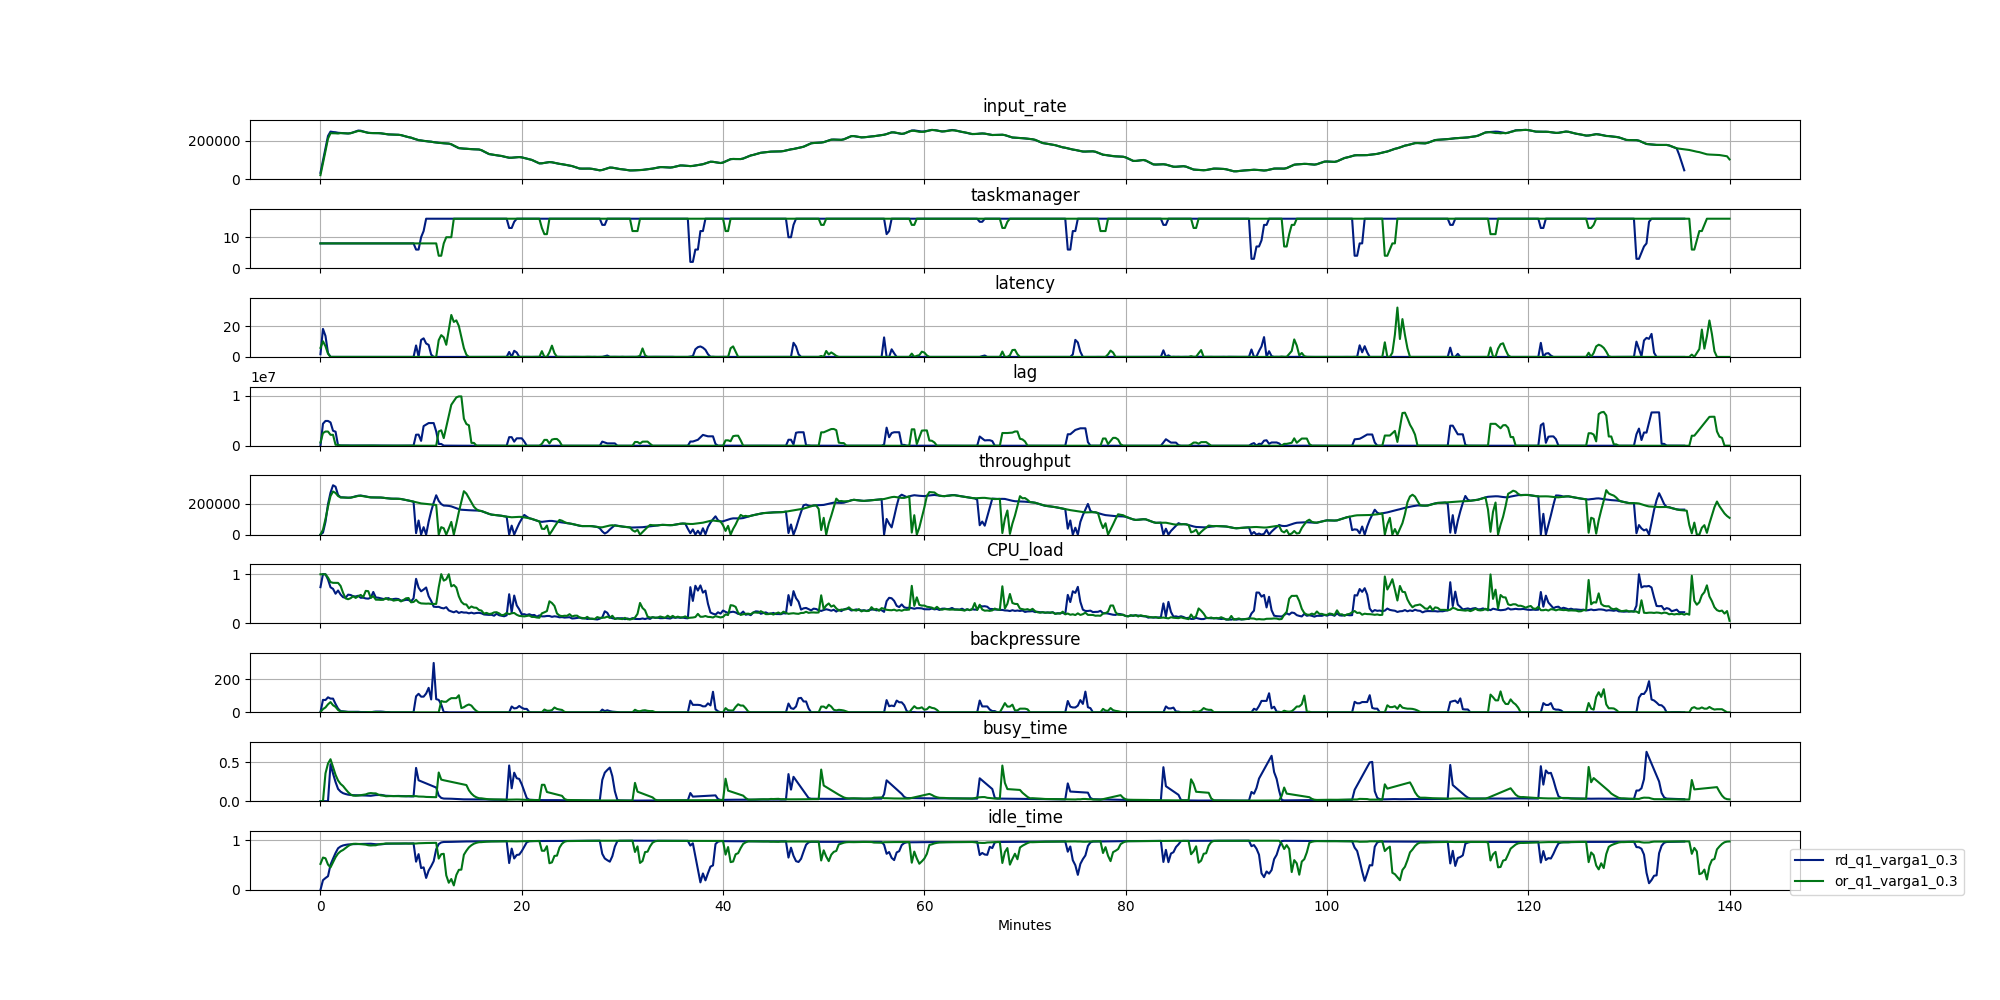 input_rate
200000
0
taskmanager
10
0
latency
20
0
1e7
lag
1
0
throughput
200000
0
CPU_load
1
0
backpressure
200
0
busy_time
0.5
0.0
idle_time
1
0
rd_q1_varga1_0.3
or_q1_varga1_0.3
0 20 40 60 80 100 120 140
Minutes